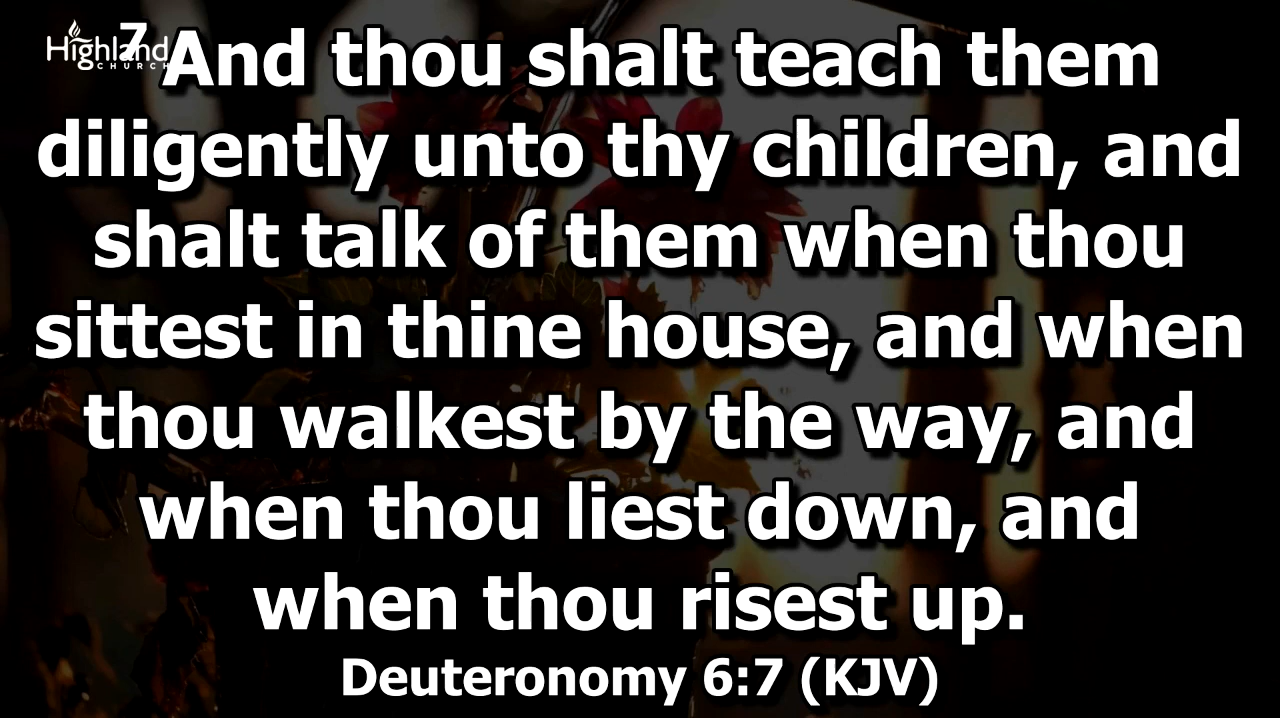 Highland
CHURCH
7 And thou shalt teach them
diligently unto thy children, and
shalt talk of them when thou
sittest in thine house, and when
thou walkest by the way, and
when thou liest down, and
when thou risest up.
Deuteronomy 6:7 (KJV)